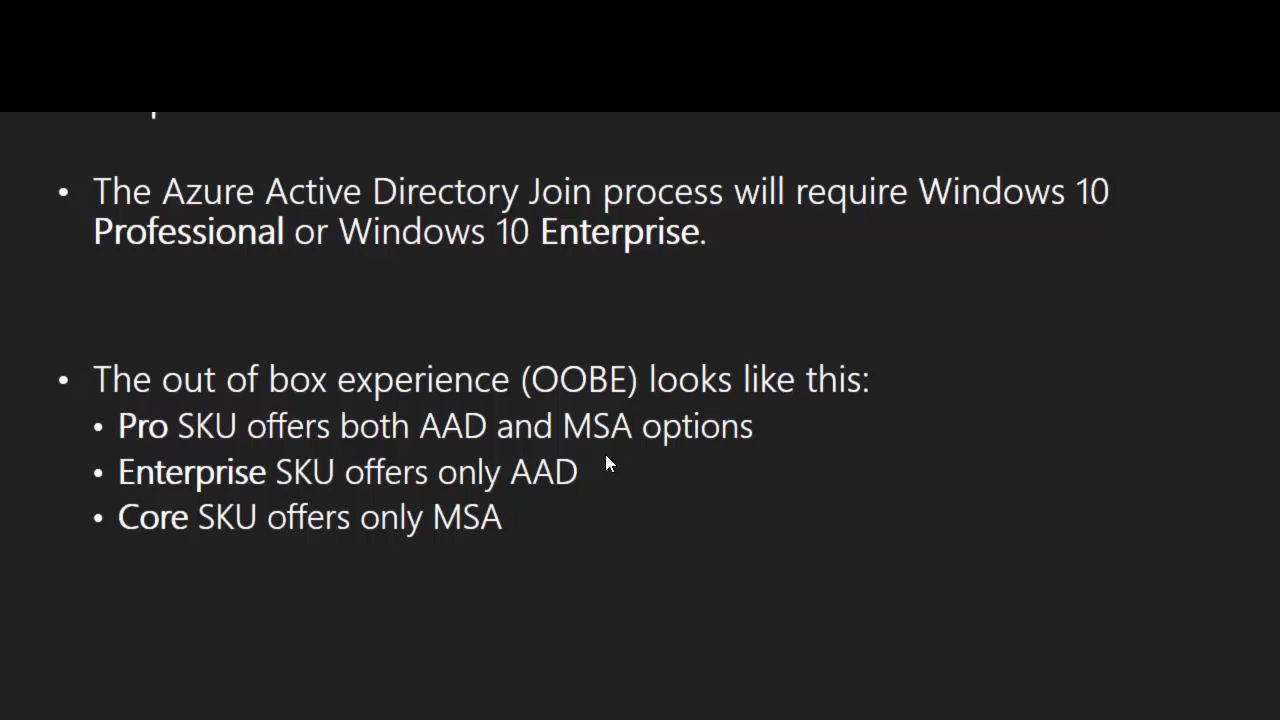 • The Azure Active Directory Join process will require Windows 10
Professional or Windows 10 Enterprise.
• The out of box experience (OOBE) looks like this:
• Pro SKU offers both AAD and MSA options
• Enterprise SKU offers only AAD
• Core SKU offers only MSA